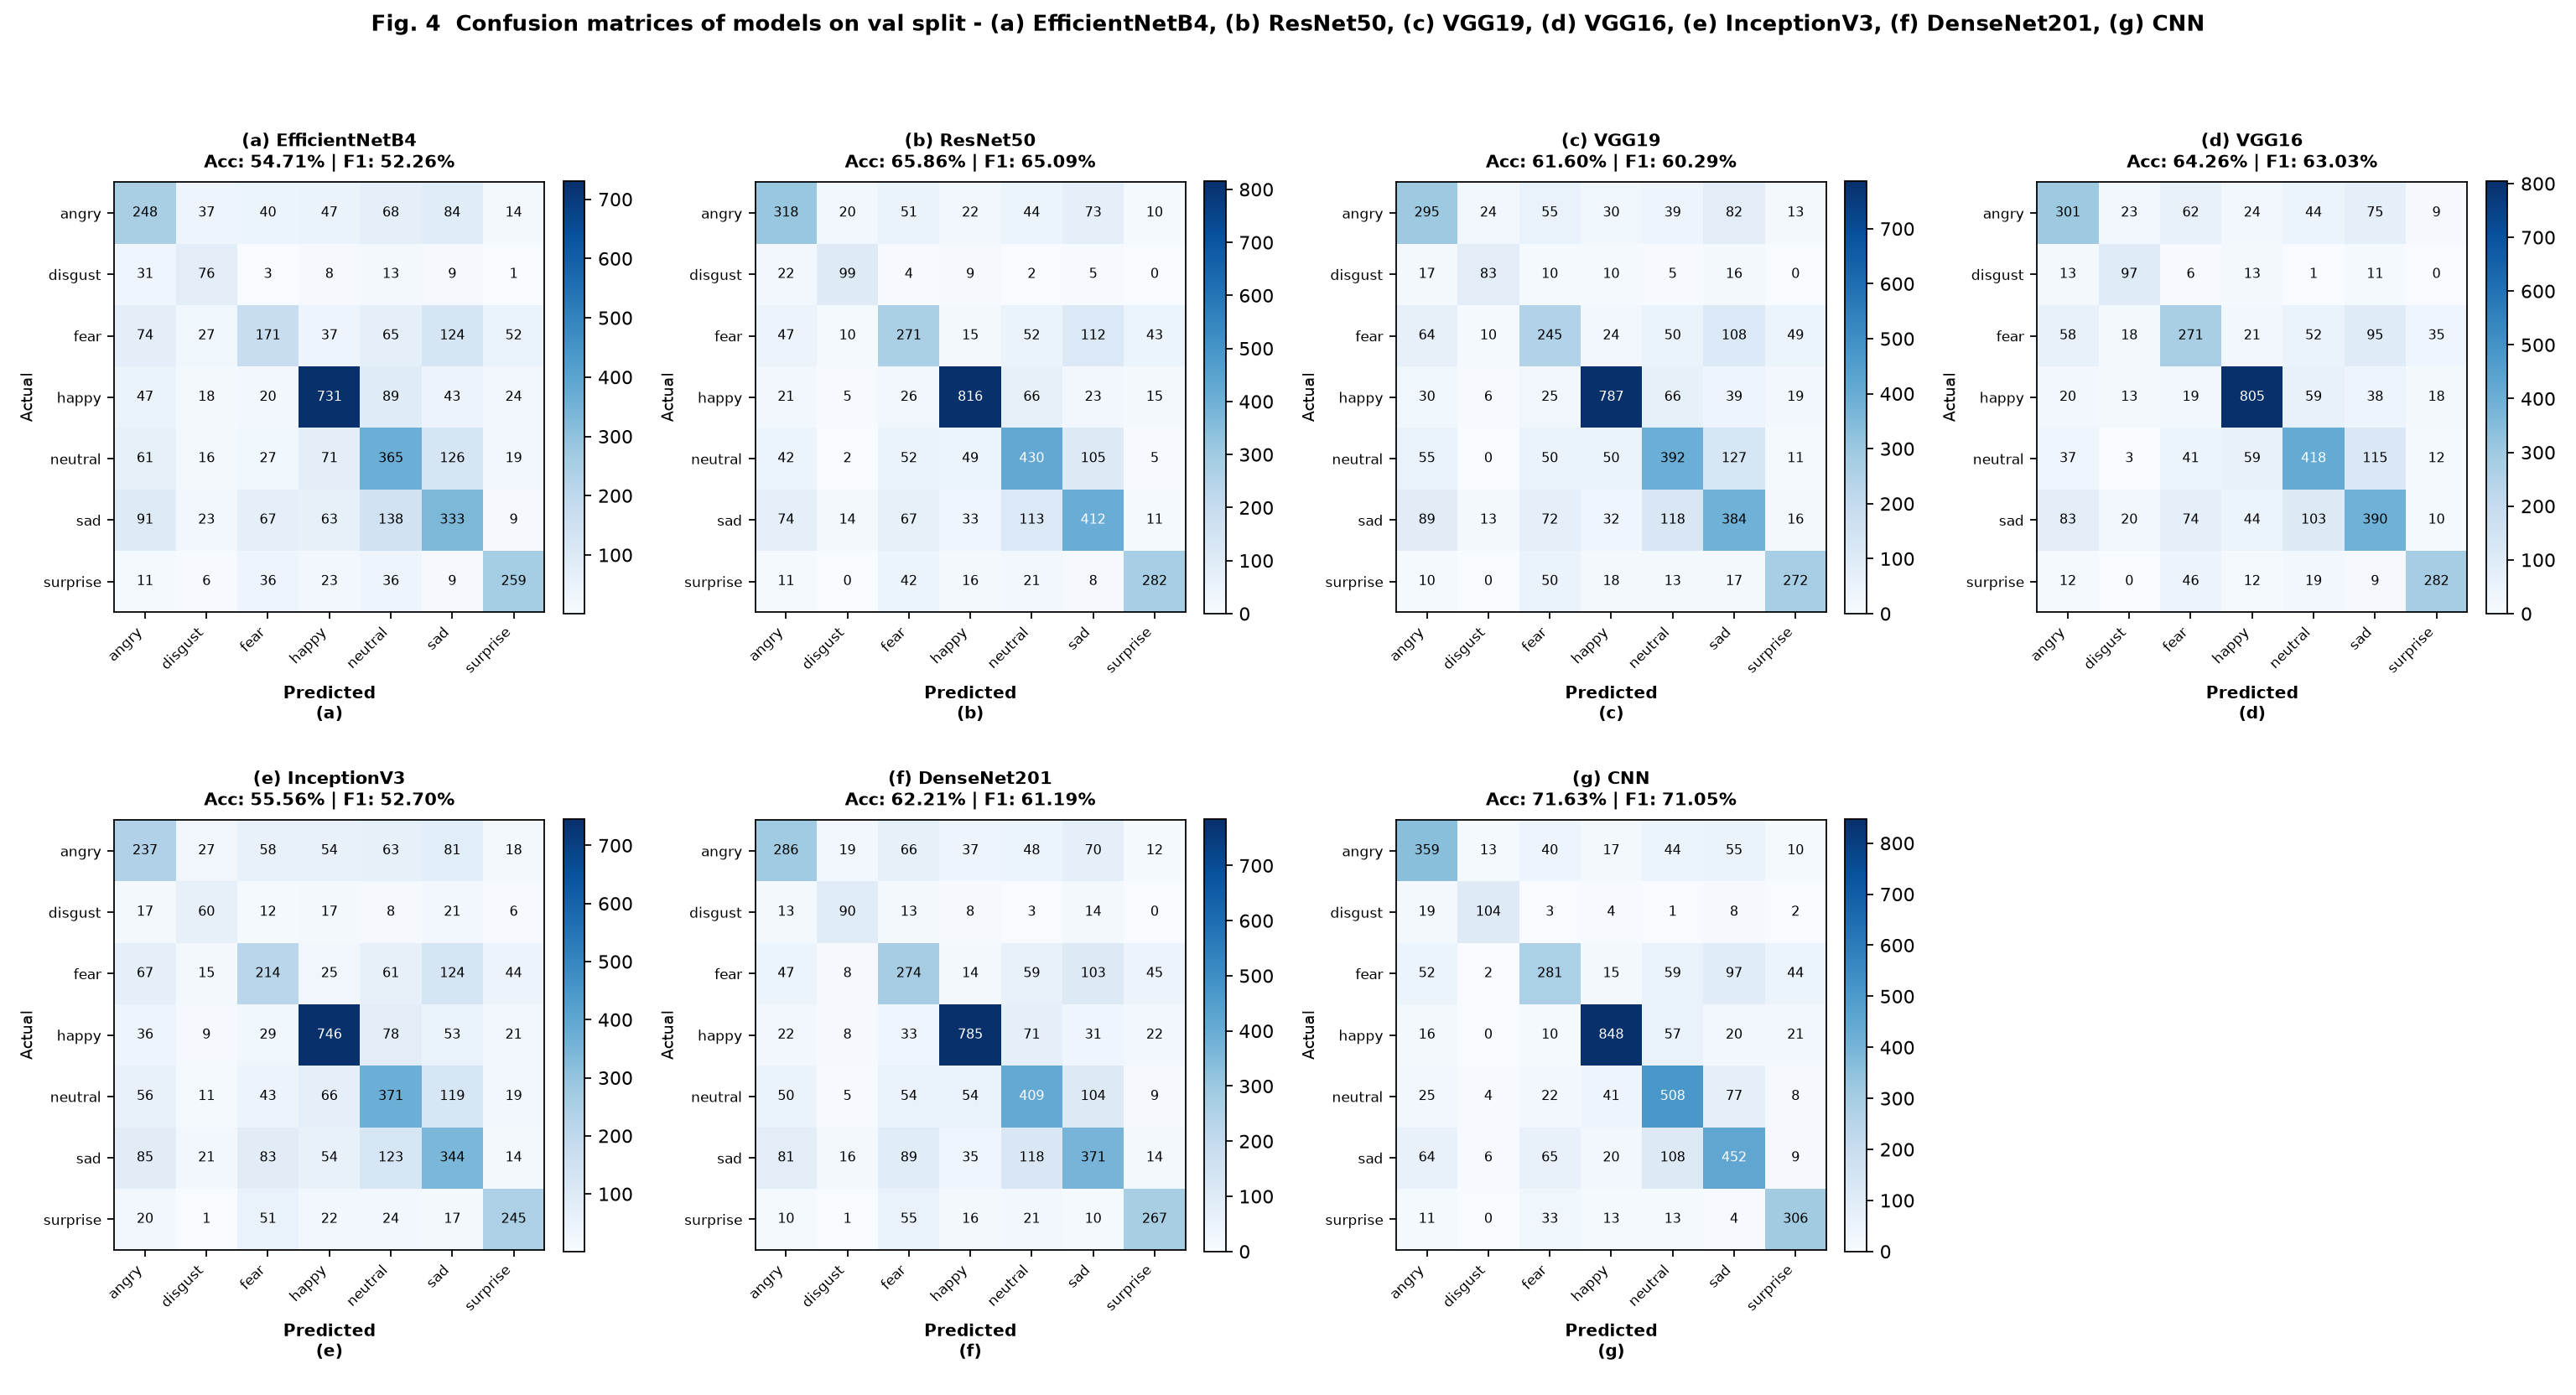 Fig. 4  Confusion matrices of models on val split - (a) EfficientNetB4, (b) ResNet50, (c) VGG19, (d) VGG16, (e) InceptionV3, (f) DenseNet201, (g) CNN
(a) EfficientNetB4
Acc: 54.71% | F1: 52.26%
Actual
angry 248 37 40 47 68 84 14
disgust 31 76 3 8 13 9 1
fear 74 27 171 37 65 124 52
happy 47 18 20 731 89 43 24
neutral 61 16 27 71 365 126 19
sad 91 23 67 63 138 333 9
surprise 11 6 36 23 36 9 259
angry disgust fear happy neutral sad surprise
Predicted
(a)
700
600
500
400
300
200
100
(b) ResNet50
Acc: 65.86% | F1: 65.09%
Actual
angry 318 20 51 22 44 73 10
disgust 22 99 4 9 2 5 0
fear 47 10 271 15 52 112 43
happy 21 5 26 816 66 23 15
neutral 42 2 52 49 430 105 5
sad 74 14 67 33 113 412 11
surprise 11 0 42 16 21 8 282
angry disgust fear happy neutral sad surprise
Predicted
(b)
800
700
600
500
400
300
200
100
0
(c) VGG19
Acc: 61.60% | F1: 60.29%
Actual
angry 295 24 55 30 39 82 13
disgust 17 83 10 10 5 16 0
fear 64 10 245 24 50 108 49
happy 30 6 25 787 66 39 19
neutral 55 0 50 50 392 127 11
sad 89 13 72 32 118 384 16
surprise 10 0 50 18 13 17 272
angry disgust fear happy neutral sad surprise
Predicted
(c)
700
600
500
400
300
200
100
0
(d) VGG16
Acc: 64.26% | F1: 63.03%
Actual
angry 301 23 62 24 44 75 9
disgust 13 97 6 13 1 11 0
fear 58 18 271 21 52 95 35
happy 20 13 19 805 59 38 18
neutral 37 3 41 59 418 115 12
sad 83 20 74 44 103 390 10
surprise 12 0 46 12 19 9 282
angry disgust fear happy neutral sad surprise
Predicted
(d)
800
700
600
500
400
300
200
100
0
(e) InceptionV3
Acc: 55.56% | F1: 52.70%
Actual
angry 237 27 58 54 63 81 18
disgust 17 60 12 17 8 21 6
fear 67 15 214 25 61 124 44
happy 36 9 29 746 78 53 21
neutral 56 11 43 66 371 119 19
sad 85 21 83 54 123 344 14
surprise 20 1 51 22 24 17 245
angry disgust fear happy neutral sad surprise
Predicted
(e)
700
600
500
400
300
200
100
(f) DenseNet201
Acc: 62.21% | F1: 61.19%
Actual
angry 286 19 66 37 48 70 12
disgust 13 90 13 8 3 14 0
fear 47 8 274 14 59 103 45
happy 22 8 33 785 71 31 22
neutral 50 5 54 54 409 104 9
sad 81 16 89 35 118 371 14
surprise 10 1 55 16 21 10 267
angry disgust fear happy neutral sad surprise
Predicted
(f)
700
600
500
400
300
200
100
0
(g) CNN
Acc: 71.63% | F1: 71.05%
Actual
angry 359 13 40 17 44 55 10
disgust 19 104 3 4 1 8 2
fear 52 2 281 15 59 97 44
happy 16 0 10 848 57 20 21
neutral 25 4 22 41 508 77 8
sad 64 6 65 20 108 452 9
surprise 11 0 33 13 13 4 306
angry disgust fear happy neutral sad surprise
Predicted
(g)
800
700
600
500
400
300
200
100
0